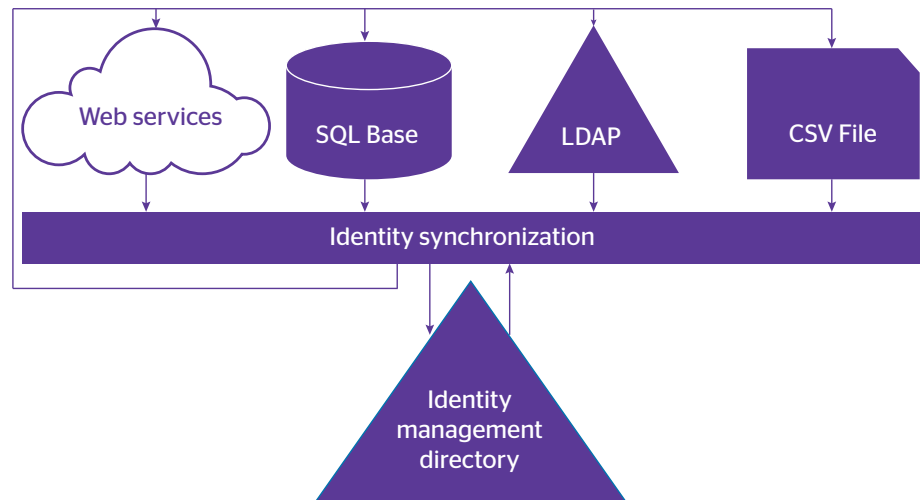 Web services
SQL Base
LDAP
CSV File
Identity synchronization
Identity
management
directory